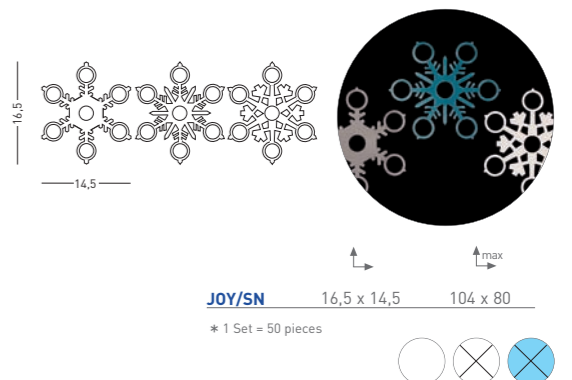 16,5
14,5
max
JOY/SN 16,5 x 14,5 104 x 80
* 1 Set = 50 pieces